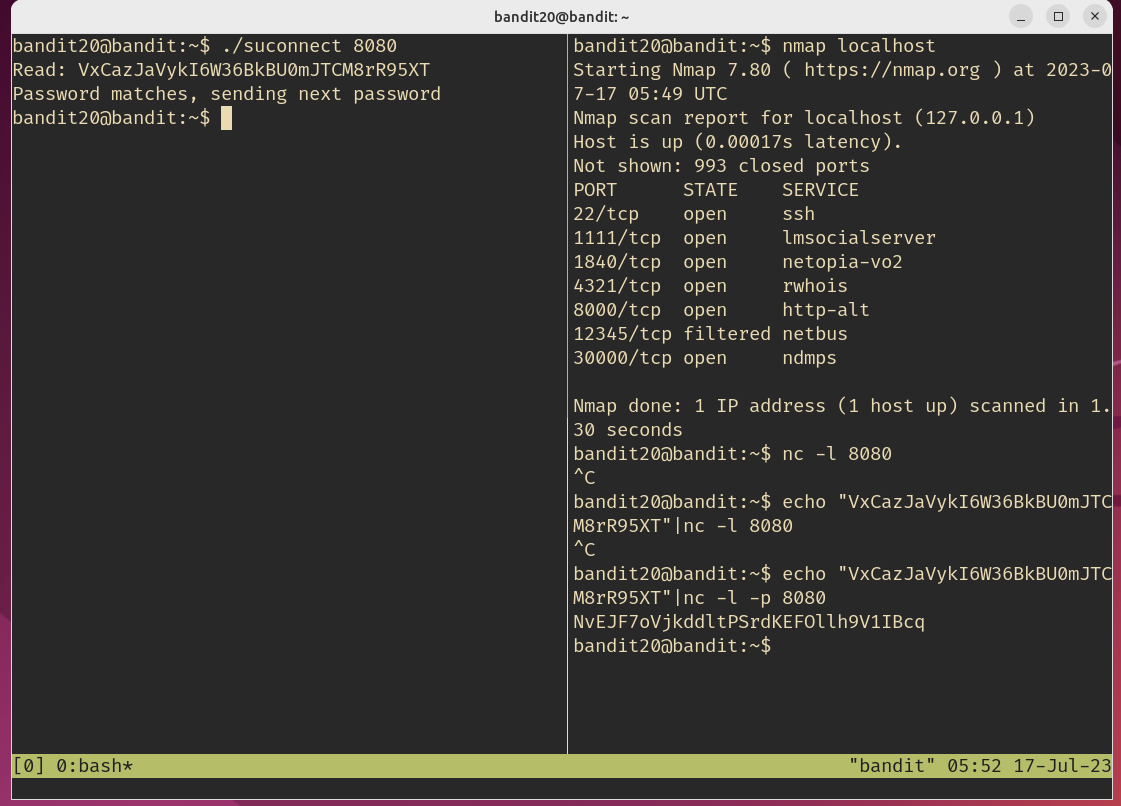 bandit20@bandit: ~
bandit20@bandit:~$ ./suconnect 8080
Read: VxCazJaVykI6W36BkBU0mJTCM8rR95XT
Password matches, sending next password
bandit20@bandit:~$
bandit20@bandit:~$ nmap localhost
Starting Nmap 7.80 ( https://nmap.org ) at 2023-0
7-17 05:49 UTC
Nmap scan report for localhost (127.0.0.1)
Host is up (0.00017s latency).
Not shown: 993 closed ports
PORT      STATE    SERVICE
22/tcp    open     ssh
1111/tcp  open     lmsocialserver
1840/tcp  open     netopia-vo2
4321/tcp  open     rwhois
8000/tcp  open     http-alt
12345/tcp filtered netbus
30000/tcp open     ndmps
Nmap done: 1 IP address (1 host up) scanned in 1.
30 seconds
bandit20@bandit:~$ nc -l 8080
^C
bandit20@bandit:~$ echo "VxCazJaVykI6W36BkBU0mJTC
M8rR95XT"|nc -l 8080
^C
bandit20@bandit:~$ echo "VxCazJaVykI6W36BkBU0mJTC
M8rR95XT"|nc -l -p 8080
NvEJF7oVjkddltPSrdKEFOllh9V1IBcq
bandit20@bandit:~$
[0] 0:bash* "bandit" 05:52 17-Jul-23